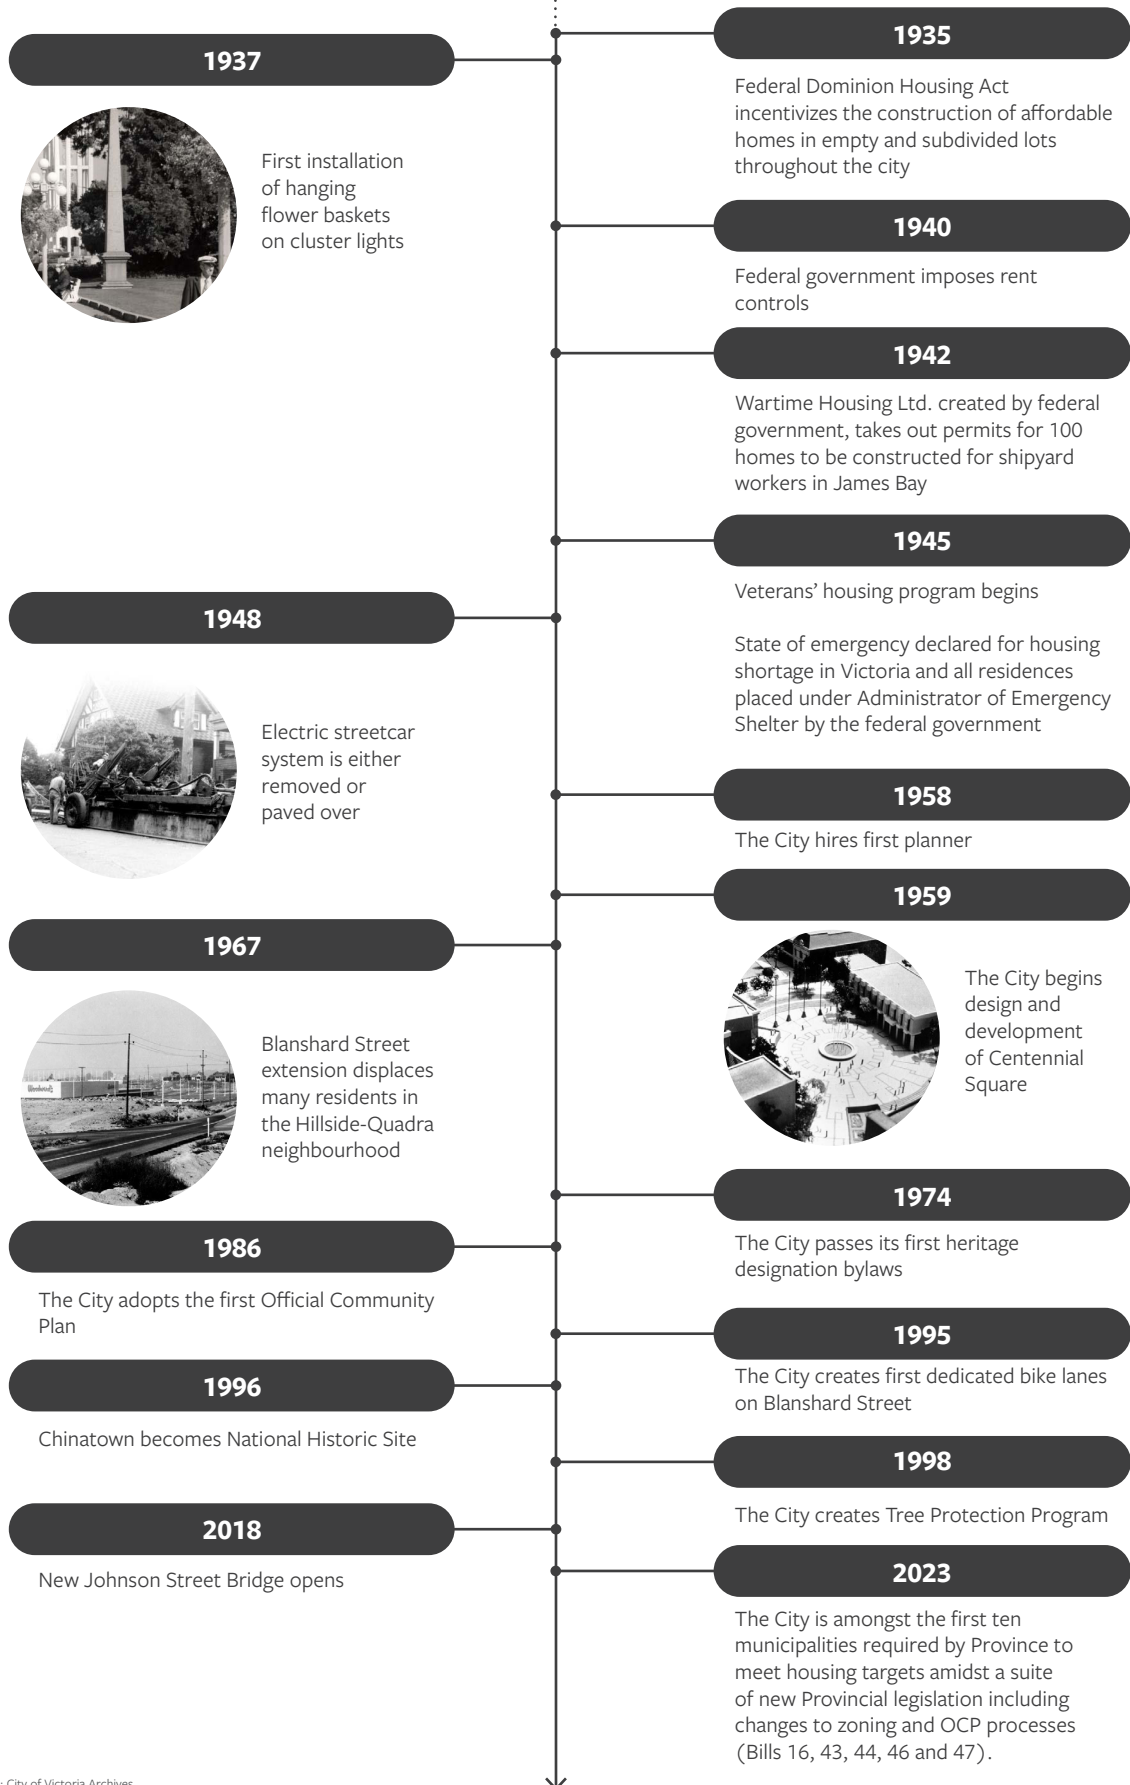 1935
Federal Dominion Housing Act
incentivizes the construction of affordable
homes in empty and subdivided lots
throughout the city
1937
First installation
of hanging
flower baskets
on cluster lights
1940
Federal government imposes rent
controls
1942
Wartime Housing Ltd. created by federal
government, takes out permits for 100
homes to be constructed for shipyard
workers in James Bay
1945
Veterans’ housing program begins
State of emergency declared for housing
shortage in Victoria and all residences
placed under Administrator of Emergency
Shelter by the federal government
1948
Electric streetcar
system is either
removed or
paved over
1958
The City hires first planner
1959
The City begins
design and
development
of Centennial
Square
1967
Woodward's
Blanshard Street
extension displaces
many residents in
the Hillside-Quadra
neighbourhood
1974
The City passes its first heritage
designation bylaws
1986
The City adopts the first Official Community
Plan
1995
The City creates first dedicated bike lanes
on Blanshard Street
1996
Chinatown becomes National Historic Site
1998
The City creates Tree Protection Program
2018
New Johnson Street Bridge opens
2023
The City is amongst the first ten
municipalities required by Province to
meet housing targets amidst a suite
of new Provincial legislation including
changes to zoning and OCP processes
(Bills 16, 43, 44, 46 and 47).
: City of Victoria Archives